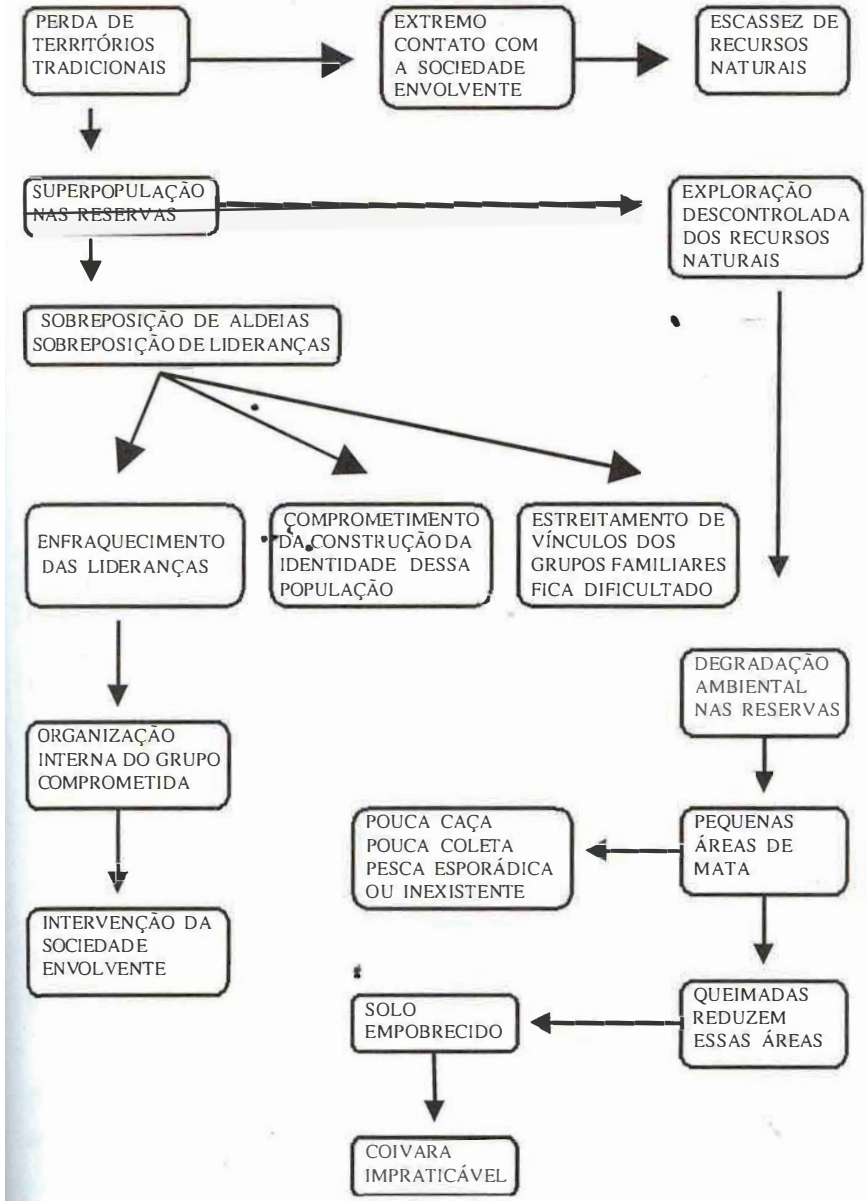 PERDA DE
TERRITÓRIOS
TRADICIONAIS
EXTREMO
CONTATO COM
A SOCIEDADE
ENVOLVENTE
ESCASSEZ DE
RECURSOS
NATURAIS
SUPERPOPULAÇÃO
NAS RESERVAS
EXPLORAÇÃO
DESCONTROLADA
DOS RECURSOS
NATURAIS
SOBREPOSIÇÃO DE ALDEIAS
SOBREPOSIÇÃO DE LIDERANÇAS
ENFRAQUECIMENTO
DAS LIDERANÇAS
COMPROMETIMENTO
DA CONSTRUÇÃO DA
IDENTIDADE DESSA
POPULAÇÃO
ESTREITAMENTO DE
VÍNCULOS DOS
GRUPOS FAMILIARES
FICA DIFICULTADO
DEGRADAÇÃO
AMBIENTAL
NAS RESERVAS
ORGANIZAÇÃO
INTERNA DO GRUPO
COMPROMETIDA
POUCA CAÇA
POUCA COLETA
PESCA ESPORÁDICA
OU INEXISTENTE
PEQUENAS
ÁREAS DE
MATA
INTERVENÇÃO DA
SOCIEDADE
ENVOLVENTE
SOLO
EMPOBRECIDO
QUEIMADAS
REDUZEM
ESSAS ÁREAS
COIVARA
IMPRATICÁVEL